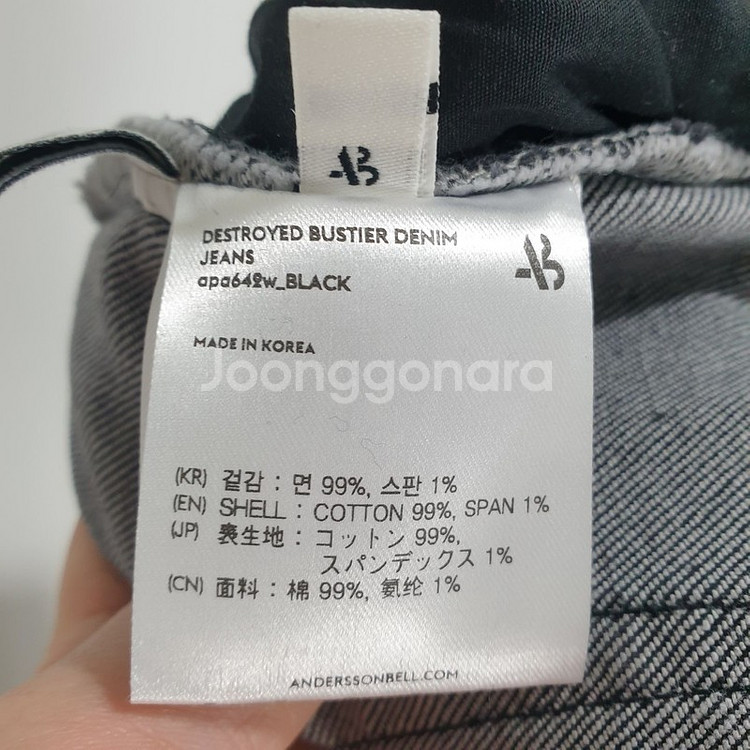 AB
DESTROYED BUSTIER DENIM
JEANS
apa642w_BLACK
AB
MADE IN KOREA
Joonggonara
(KR) 겉감 : 면 99%, 스판 1%
(EN) SHELL : COTTON 99%, SPAN 1%
(JP) 表生地 : コットン 99%,
スパンデックス 1%
(CN) 面料 : 棉 99%, 氨纶 1%
ANDERSSONBELL.COM